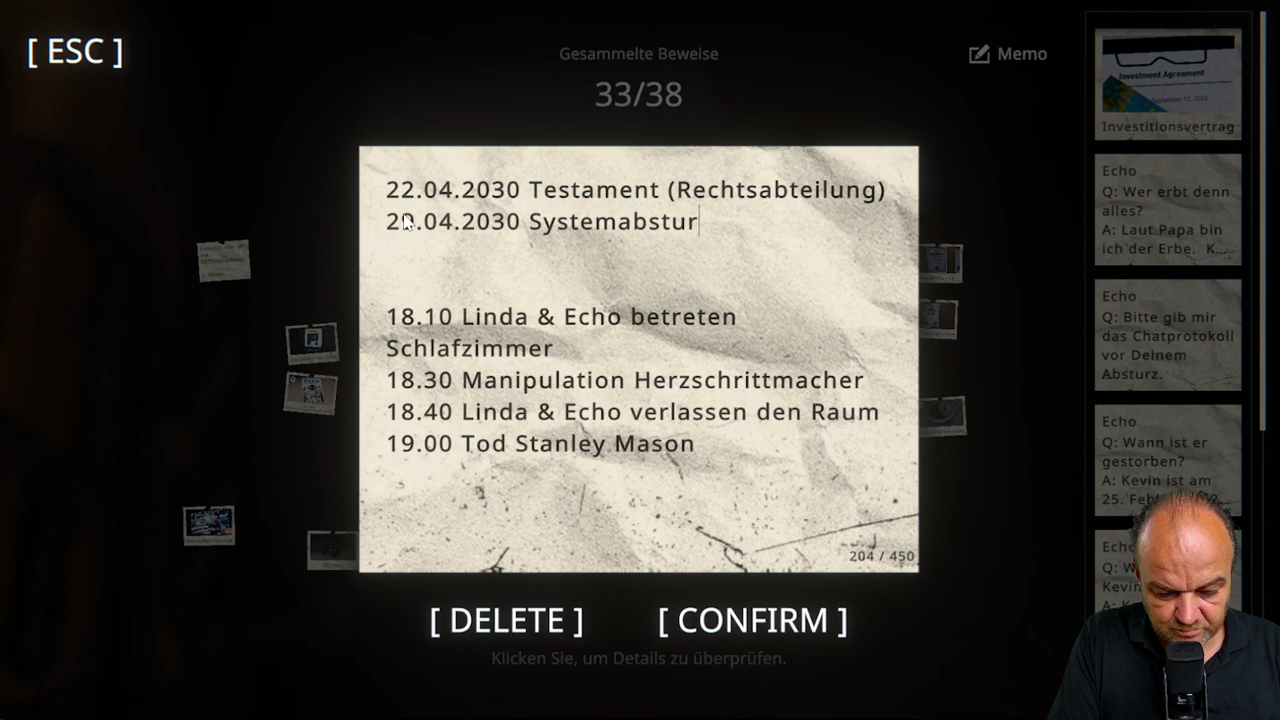 [ ESC ]
Gesammelte Beweise
33/38
Memo
22.04.2030 Testament (Rechtsabteilung)
.04.2030 Systemabstur
18.10 Linda & Echo betreten
Schlafzimmer
18.30 Manipulation Herzschrittmacher
18.40 Linda & Echo verlassen den Raum
19.00 Tod Stanley Mason
204 / 450
[ DELETE ]
[ CONFIRM ]
Klicken Sie, um Details zu überprüfen.
Investment Agreement
September 12, 2023
Investitionsvertrag
Echo
Q: Wer erbt denn
alles?
A: Laut Papa bin
ich der Erbe. K...
Echo
Q: Bitte gib mir
das Chatprotokoll
vor Deinem
Absturz.
Echo
Q: Wann ist er
gestorben?
A: Kevin ist am
25.
Echo
Q: